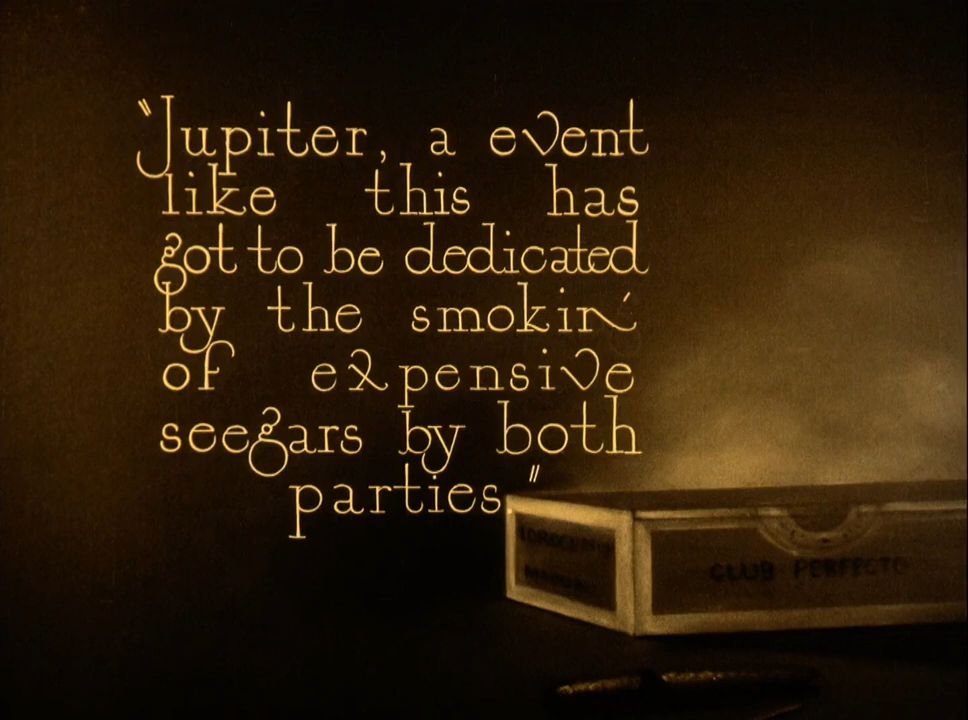 "Jupiter, a event
like this has
got to be dedicated
by the smokin'
of expensive
seegars by both
parties"
CLUB PERFECTO